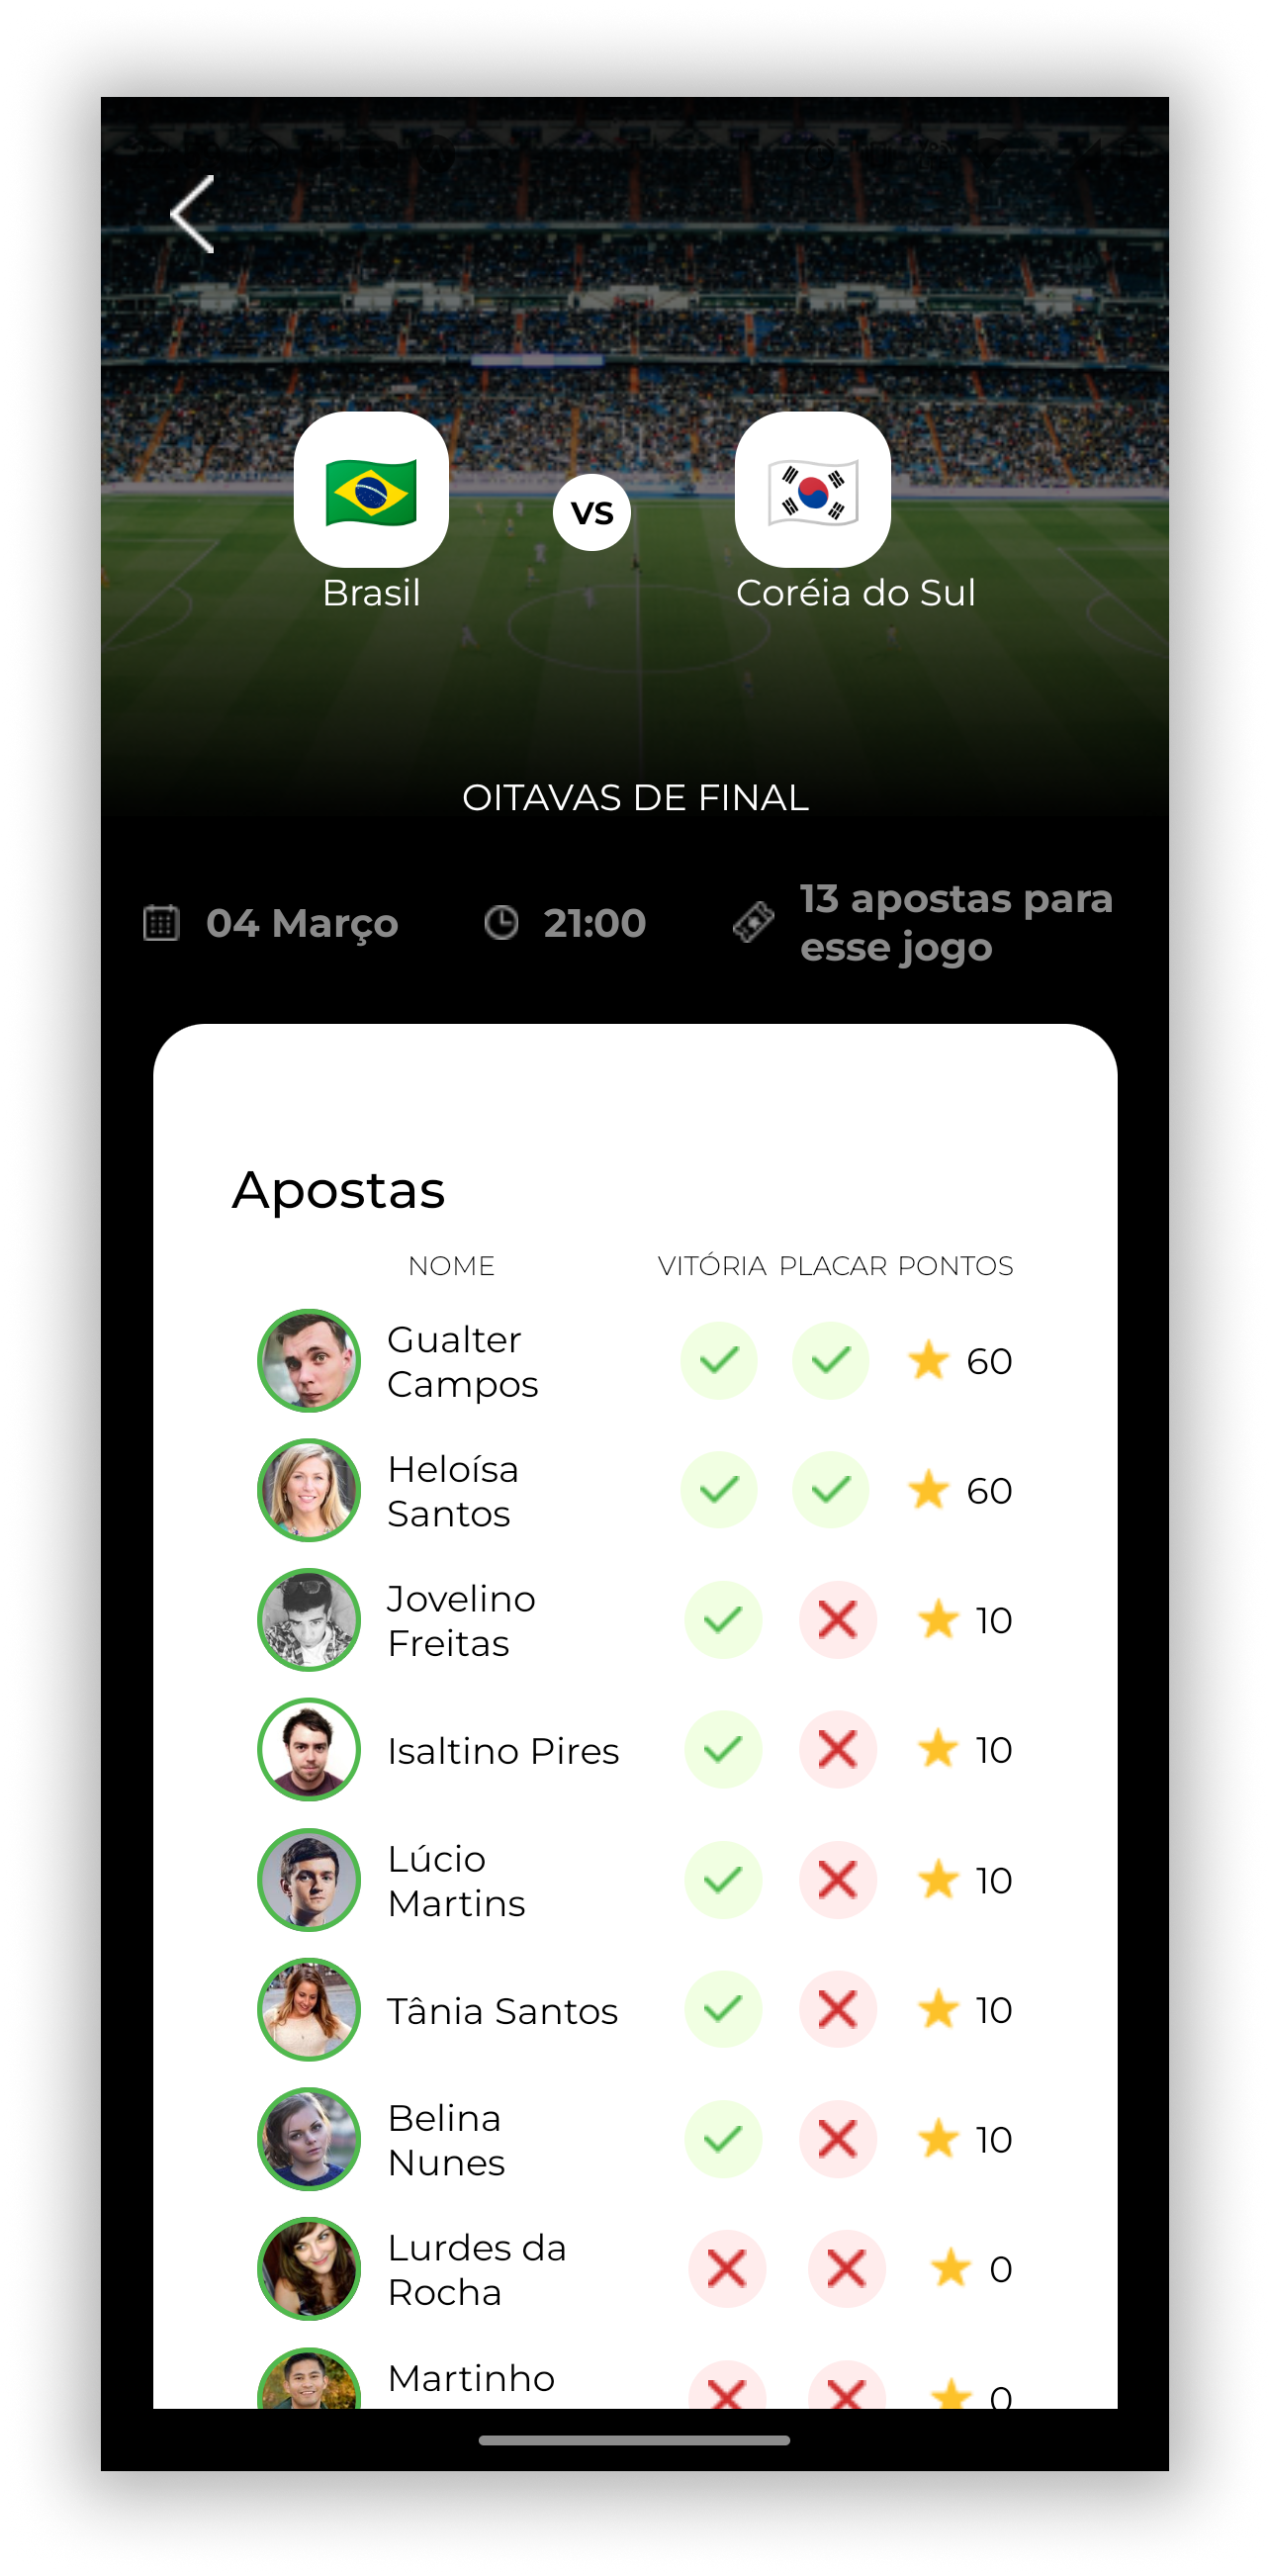 VS
Brasil
Coréia do Sul
OITAVAS DE FINAL
04 Março
21:00
13 apostas para
esse jogo
Apostas
NOME VITÓRIA PLACAR PONTOS
Gualter
Campos
60
Heloísa
Santos
60
Jovelino
Freitas
10
Isaltino Pires
10
Lúcio
Martins
10
Tânia Santos
10
Belina
Nunes
10
Lurdes da
Rocha
0
Martinho
0